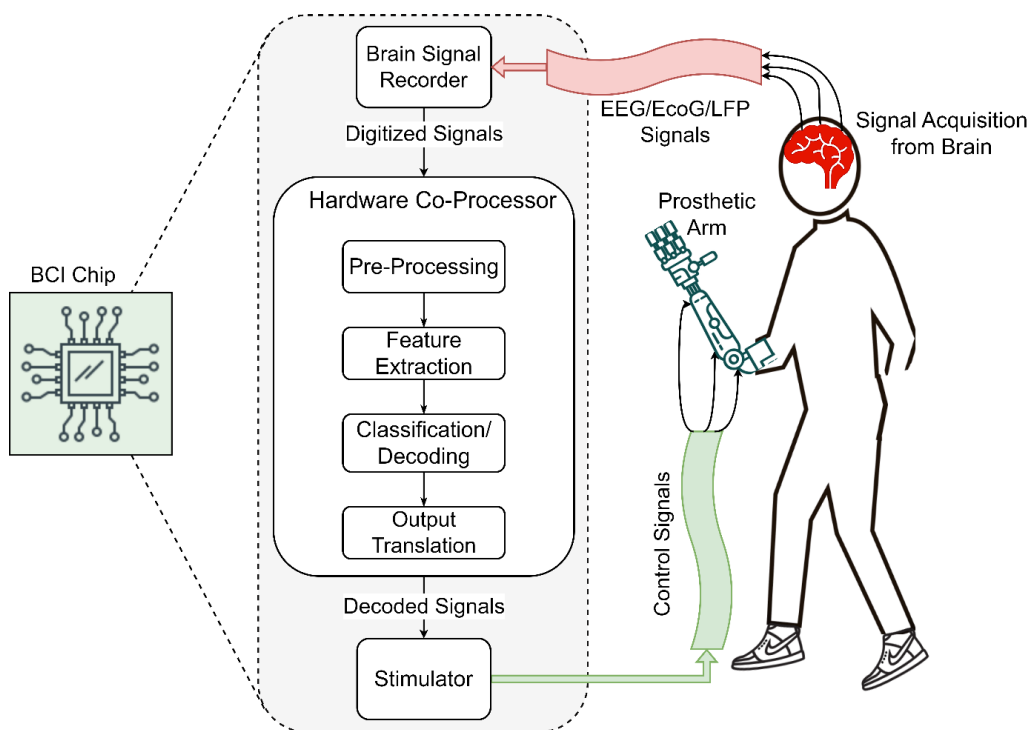 Brain Signal
Recorder
EEG/EcoG/LFP
Signals
Signal Acquisition
from Brain
Digitized Signals
Hardware Co-Processor
Prosthetic
Arm
Pre-Processing
BCI Chip
Feature
Extraction
Classification/
Decoding
Output
Translation
Control Signals
Decoded Signals
Stimulator